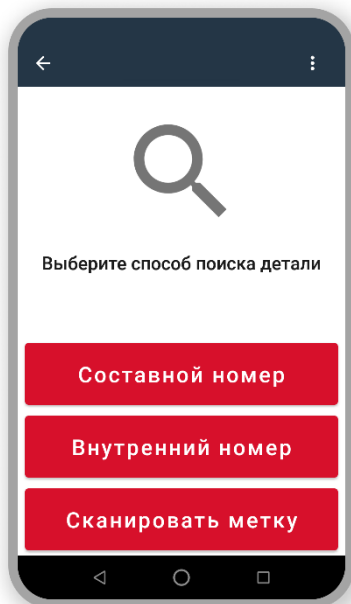 Выберите способ поиска детали
Составной номер
Внутренний номер
Сканировать метку